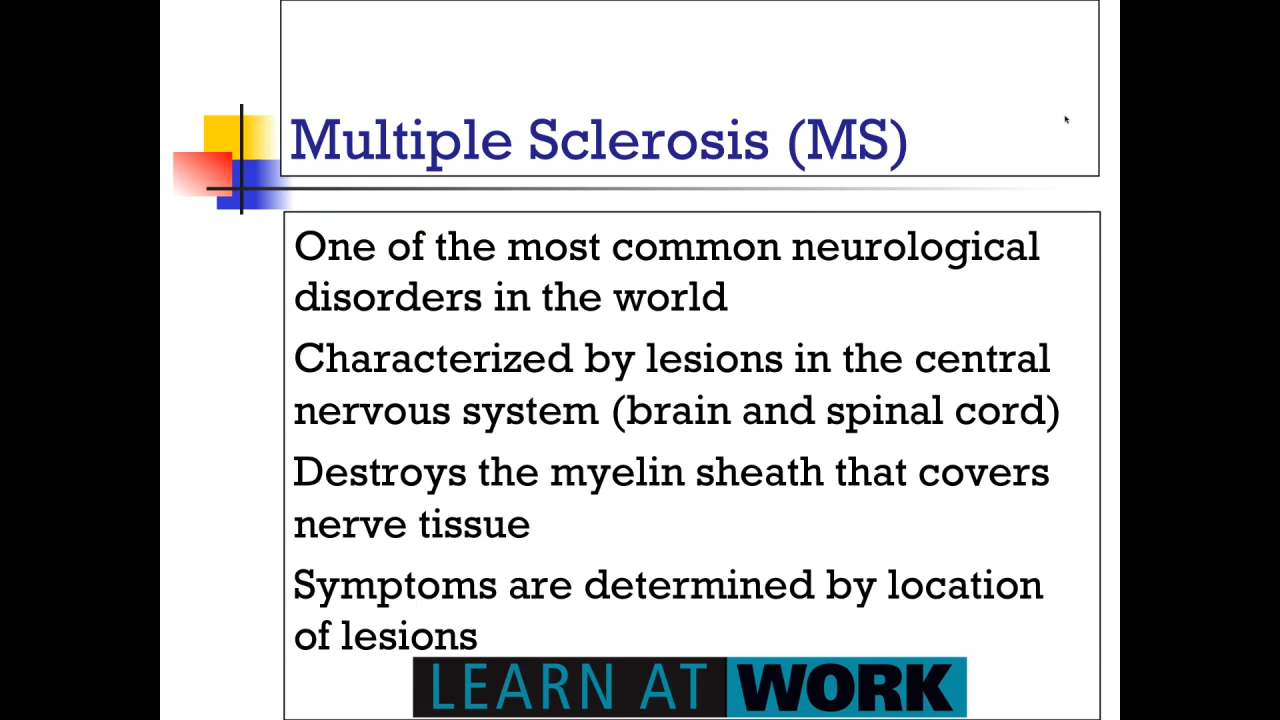 Multiple Sclerosis (MS)
One of the most common neurological
disorders in the world
Characterized by lesions in the central
nervous system (brain and spinal cord)
Destroys the myelin sheath that covers
nerve tissue
Symptoms are determined by location
of lesions
LEARN AT WORK